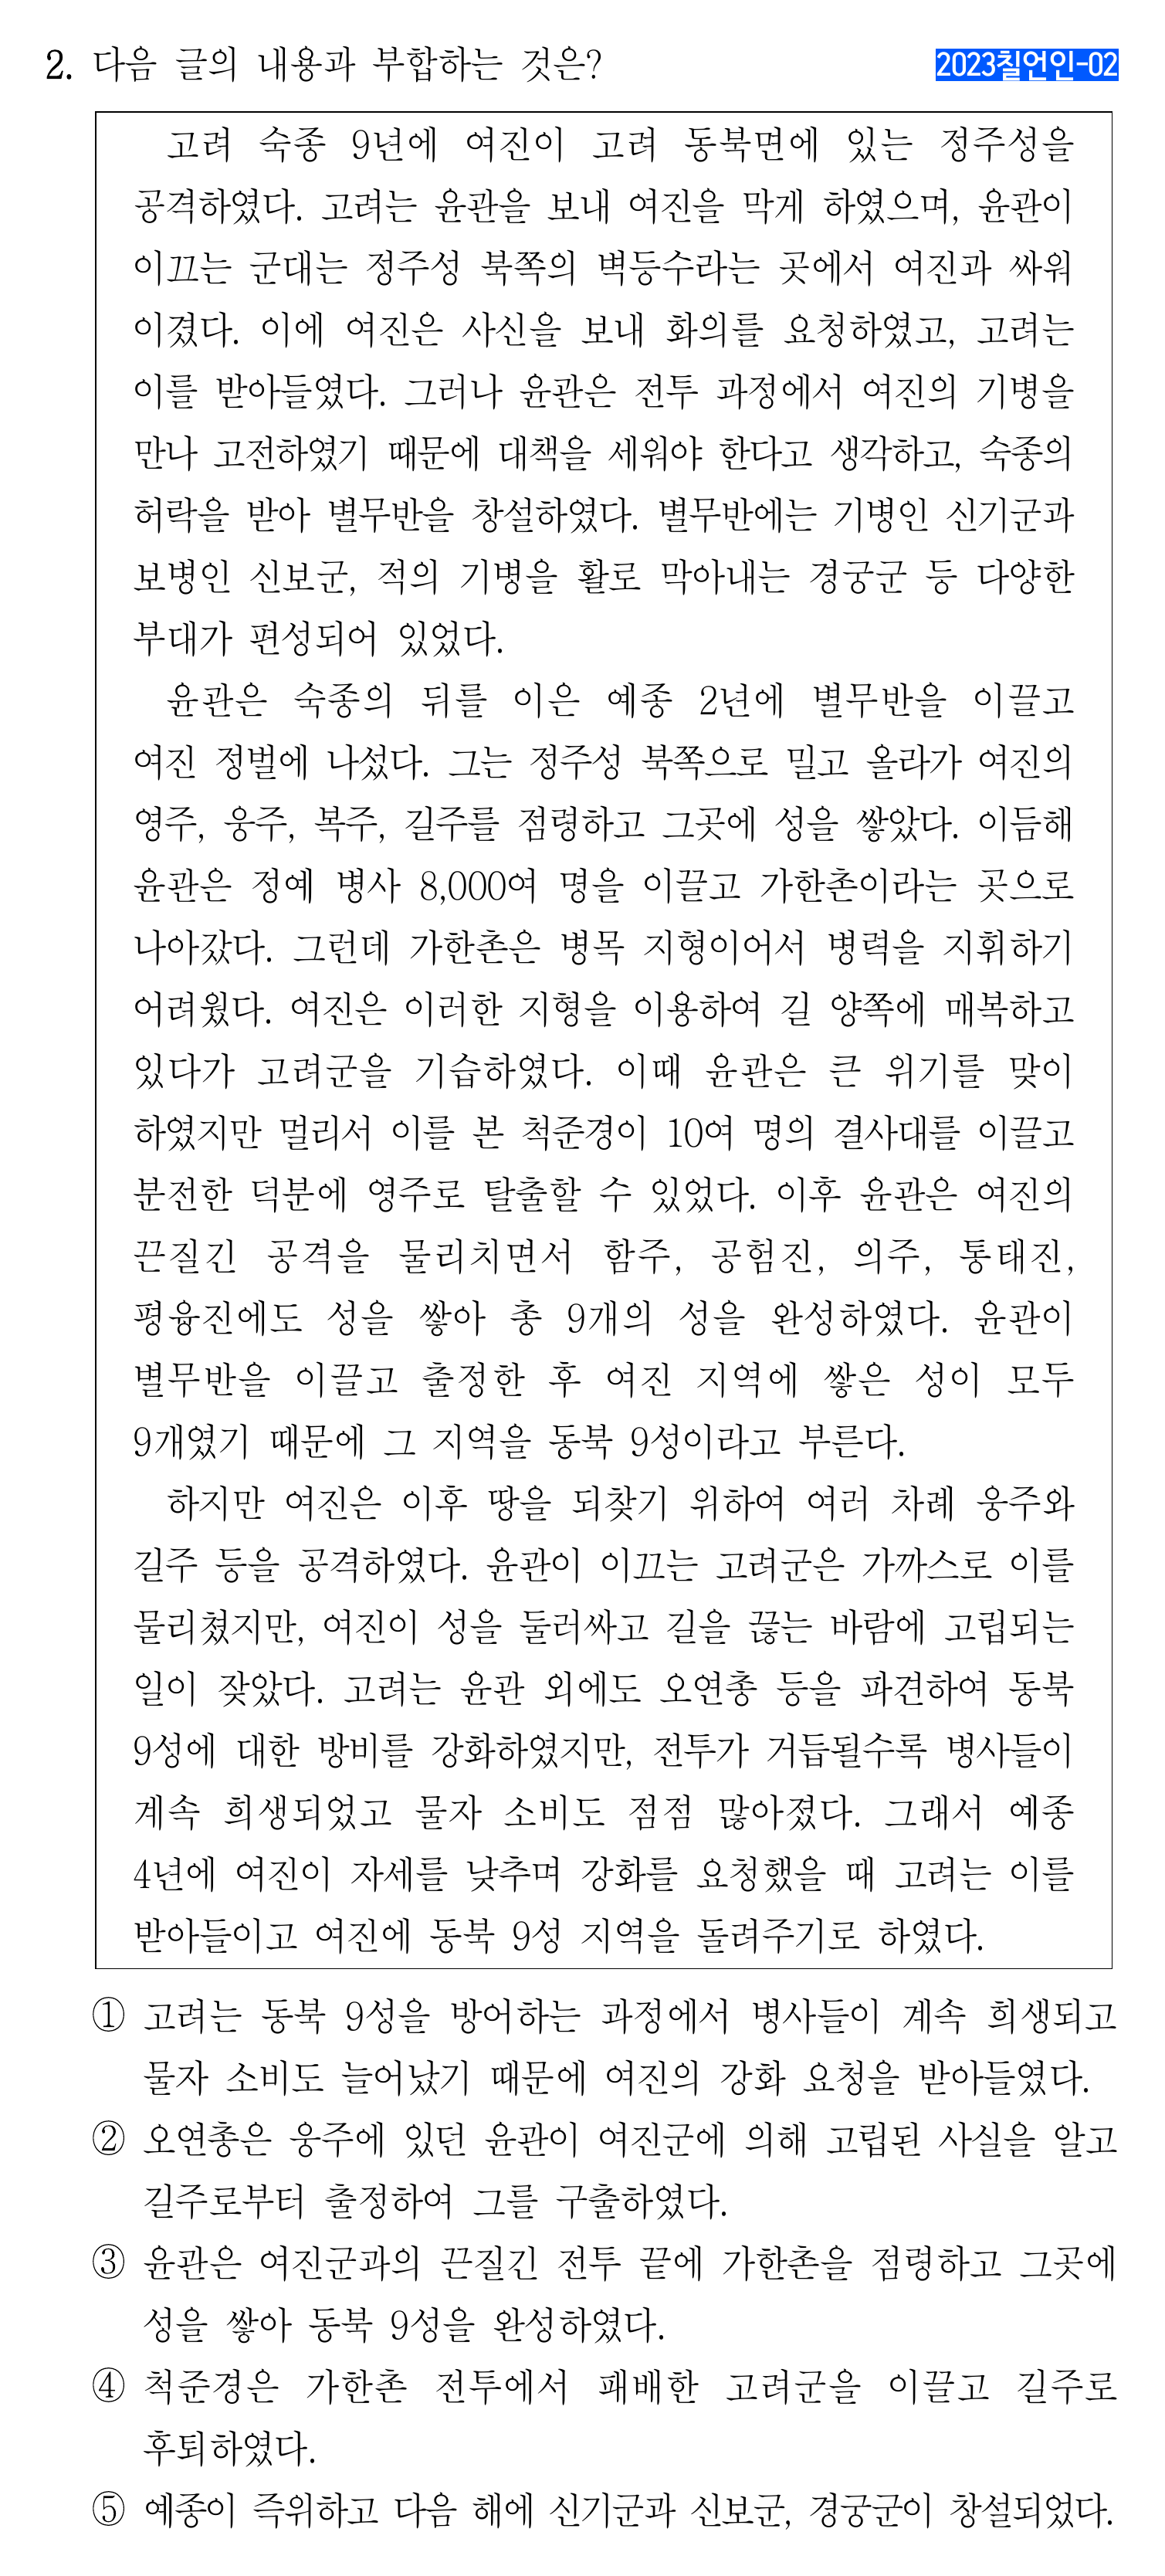 2. 다음 글의 내용과 부합하는 것은?
2023칠언인-02
고려 숙종 9년에 여진이 고려 동북면에 있는 정주성을
공격하였다. 고려는 윤관을 보내 여진을 막게 하였으며, 윤관이
이끄는 군대는 정주성 북쪽의 벽등수라는 곳에서 여진과 싸워
이겼다. 이에 여진은 사신을 보내 화의를 요청하였고, 고려는
이를 받아들였다. 그러나 윤관은 전투 과정에서 여진의 기병을
만나 고전하였기 때문에 대책을 세워야 한다고 생각하고, 숙종의
허락을 받아 별무반을 창설하였다. 별무반에는 기병인 신기군과
보병인 신보군, 적의 기병을 활로 막아내는 경궁군 등 다양한
부대가 편성되어 있었다.
윤관은 숙종의 뒤를 이은 예종 2년에 별무반을 이끌고
여진 정벌에 나섰다. 그는 정주성 북쪽으로 밀고 올라가 여진의
영주, 웅주, 복주, 길주를 점령하고 그곳에 성을 쌓았다. 이듬해
윤관은 정예 병사 8,000여 명을 이끌고 가한촌이라는 곳으로
나아갔다. 그런데 가한촌은 병목 지형이어서 병력을 지휘하기
어려웠다. 여진은 이러한 지형을 이용하여 길 양쪽에 매복하고
있다가 고려군을 기습하였다. 이때 윤관은 큰 위기를 맞이
하였지만 멀리서 이를 본 척준경이 10여 명의 결사대를 이끌고
분전한 덕분에 영주로 탈출할 수 있었다. 이후 윤관은 여진의
끈질긴 공격을 물리치면서 함주, 공험진, 의주, 통태진,
평융진에도 성을 쌓아 총 9개의 성을 완성하였다. 윤관이
별무반을 이끌고 출정한 후 여진 지역에 쌓은 성이 모두
9개였기 때문에 그 지역을 동북 9성이라고 부른다.
하지만 여진은 이후 땅을 되찾기 위하여 여러 차례 웅주와
길주 등을 공격하였다. 윤관이 이끄는 고려군은 가까스로 이를
물리쳤지만, 여진이 성을 둘러싸고 길을 끊는 바람에 고립되는
일이 잦았다. 고려는 윤관 외에도 오연총 등을 파견하여 동북
9성에 대한 방비를 강화하였지만, 전투가 거듭될수록 병사들이
계속 희생되었고 물자 소비도 점점 많아졌다. 그래서 예종
4년에 여진이 자세를 낮추며 강화를 요청했을 때 고려는 이를
받아들이고 여진에 동북 9성 지역을 돌려주기로 하였다.
① 고려는 동북 9성을 방어하는 과정에서 병사들이 계속 희생되고
물자 소비도 늘어났기 때문에 여진의 강화 요청을 받아들였다.
② 오연총은 웅주에 있던 윤관이 여진군에 의해 고립된 사실을 알고
길주로부터 출정하여 그를 구출하였다.
③ 윤관은 여진군과의 끈질긴 전투 끝에 가한촌을 점령하고 그곳에
성을 쌓아 동북 9성을 완성하였다.
④ 척준경은 가한촌 전투에서 패배한 고려군을 이끌고 길주로
후퇴하였다.
⑤ 예종이 즉위하고 다음 해에 신기군과 신보군, 경궁군이 창설되었다.